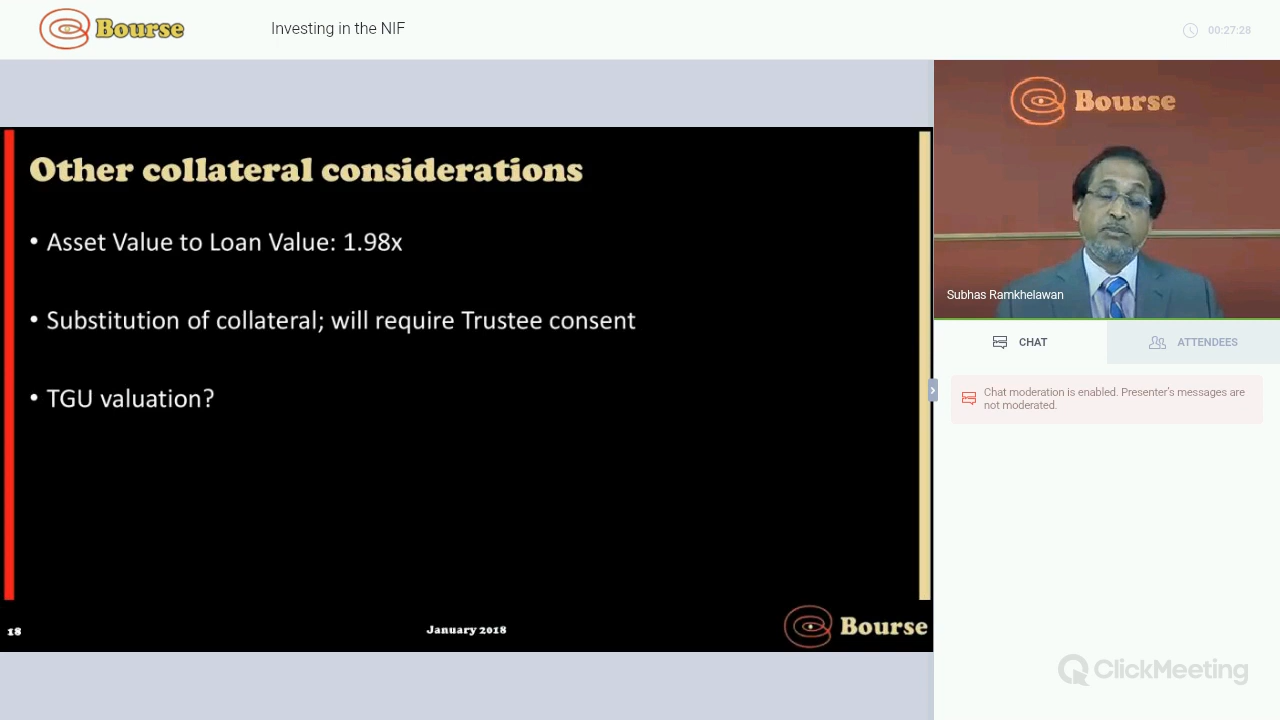 Bourse
Investing in the NIF
00:27:28
Other collateral considerations
• Asset Value to Loan Value: 1.98x
• Substitution of collateral; will require Trustee consent
• TGU valuation?
18
January 2018
Bourse
Bourse
Subhas Ramkhelawan
CHAT
ATTENDEES
Chat moderation is enabled. Presenter's messages are
not moderated.
ClickMeeting